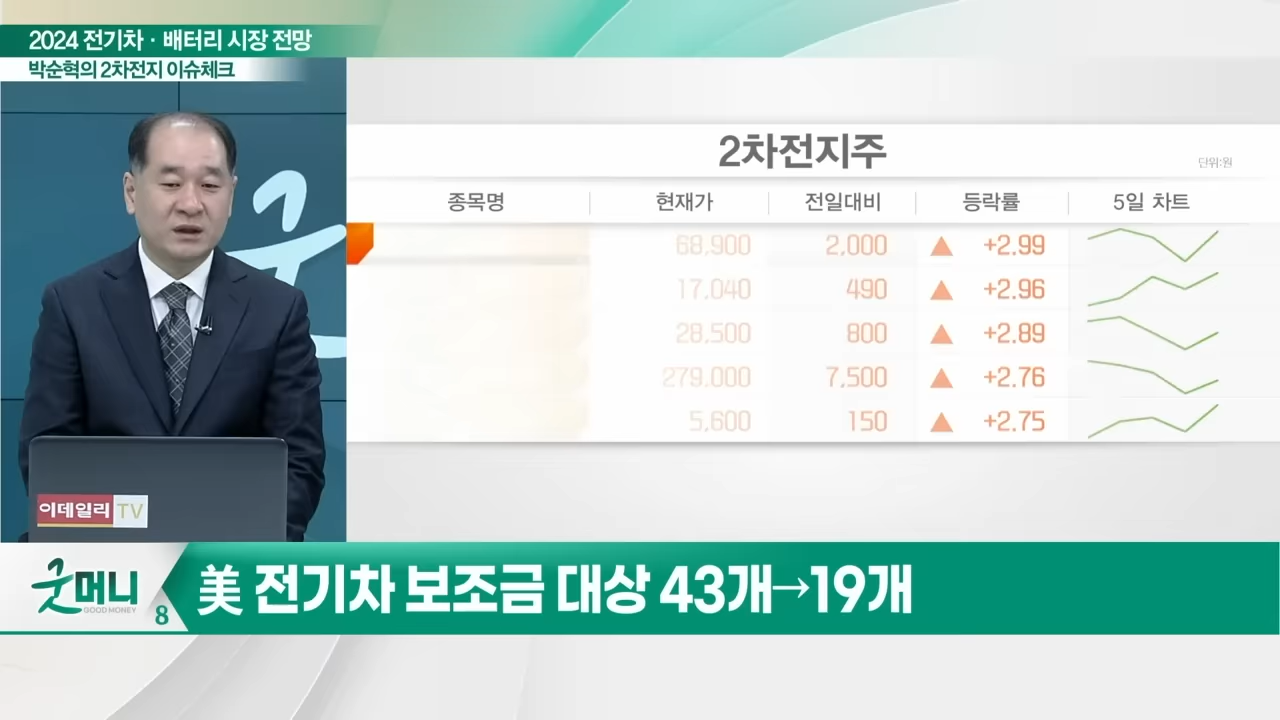 2024 전기차 · 배터리 시장 전망
박순혁의 2차전지 이슈체크
2차전지주
단위:원
종목명 현재가 전일대비 등락률 5일 차트
68,900 2,000 ▲ +2.99
17,040 490 ▲ +2.96
28,500 800 ▲ +2.89
279,000 7,500 ▲ +2.76
5,600 150 ▲ +2.75
이데일리 TV
굿머니
GOOD MONEY
8
美 전기차 보조금 대상 43개→19개